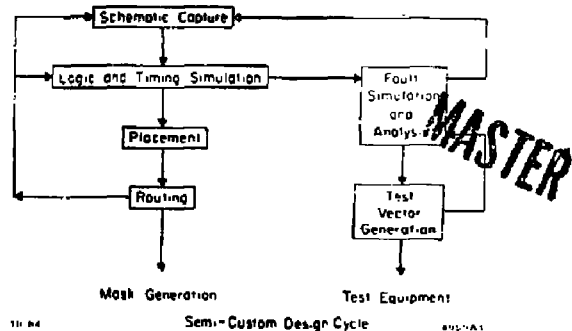 Schematic Capture
Logic and Timing Simulation
Fault
Simulation
and
Analysis
MASTER
Placement
Routing
Test
Vector
Generation
Mask Generation
Test Equipment
Semi-Custom Design Cycle